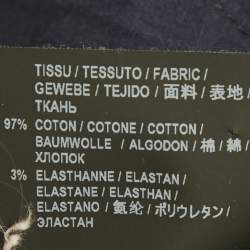 TISSU / TESSUTO / FABRIC /
GEWEBE / TEJIDO / 面料 / 表地 /
ТКАНЬ
97% COTON / COTONE / COTTON /
BAUMWOLLE / ALGODON / 棉 / 綿 /
ХЛОПОК
3% ELASTHANNE / ELASTAN /
ELASTANE / ELASTHAN /
ELASTANO / 氨纶 / ポリウレタン /
ЭЛАСТАН